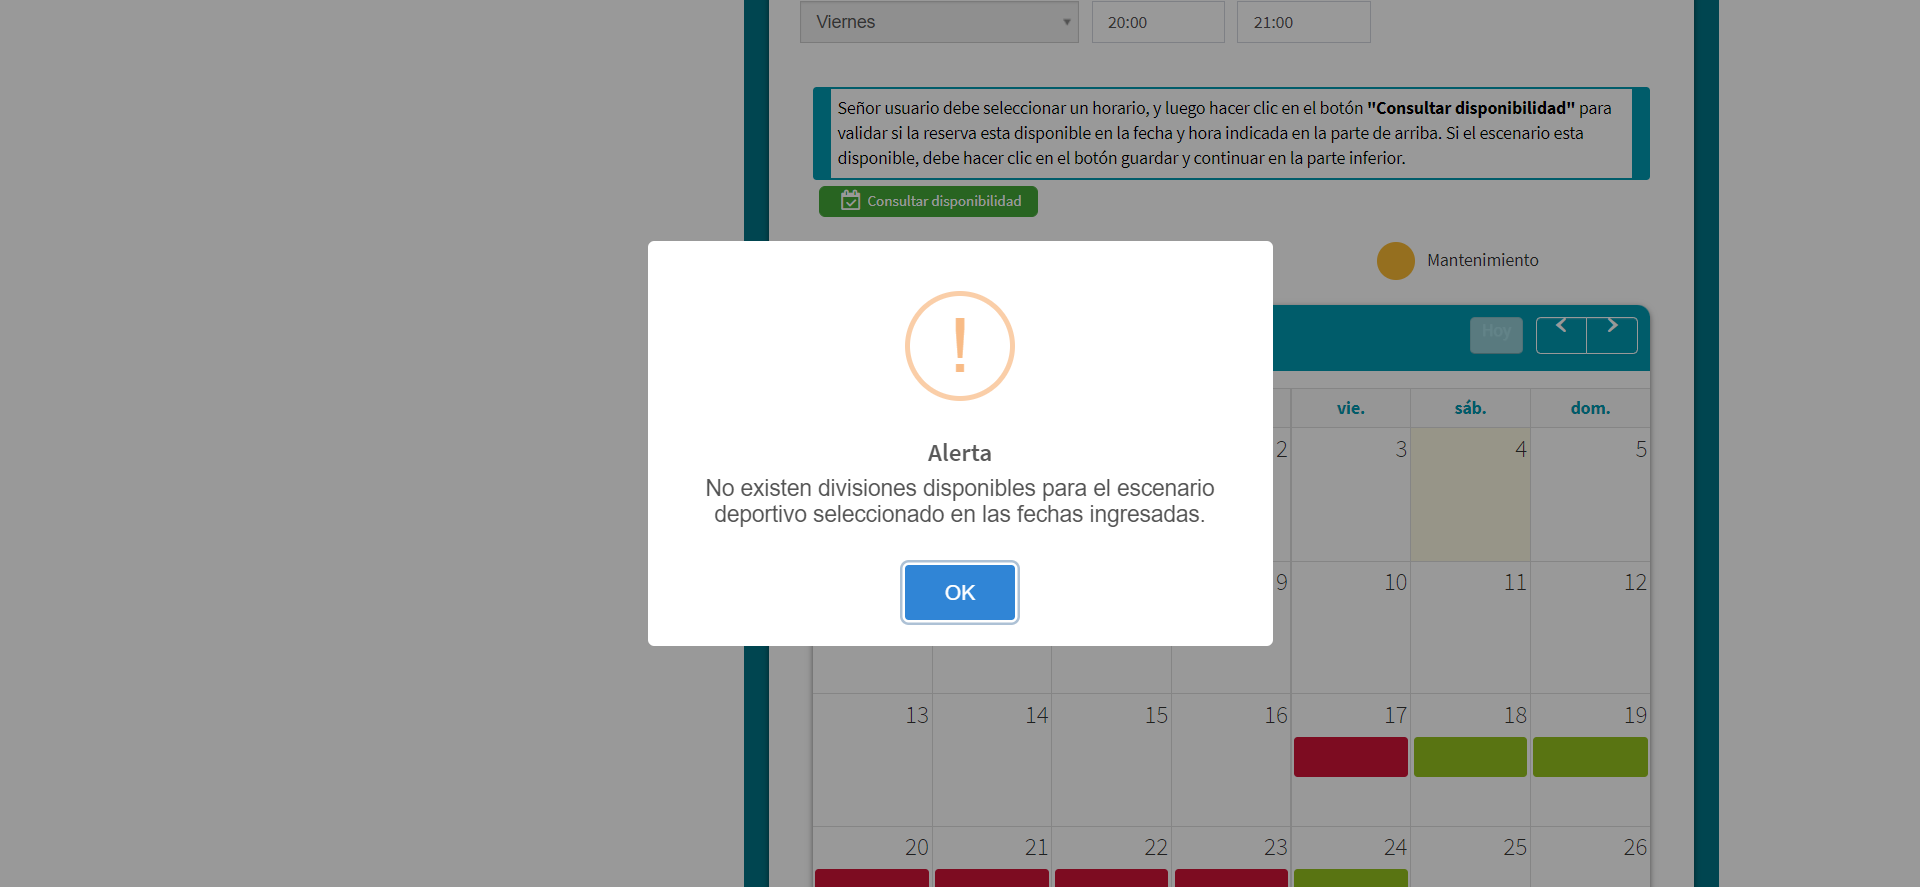 Viernes 20:00 21:00
Señor usuario debe seleccionar un horario, y luego hacer clic en el botón "Consultar disponibilidad" para
validar si la reserva esta disponible en la fecha y hora indicada en la parte de arriba. Si el escenario esta
disponible, debe hacer clic en el botón guardar y continuar en la parte inferior.
Consultar disponibilidad
Mantenimiento
Hoy
Alerta
No existen divisiones disponibles para el escenario
deportivo seleccionado en las fechas ingresadas.
OK
vie. sáb. dom.
2 3 4 5
9 10 11 12
13 14 15 16 17 18 19
20 21 22 23 24 25 26